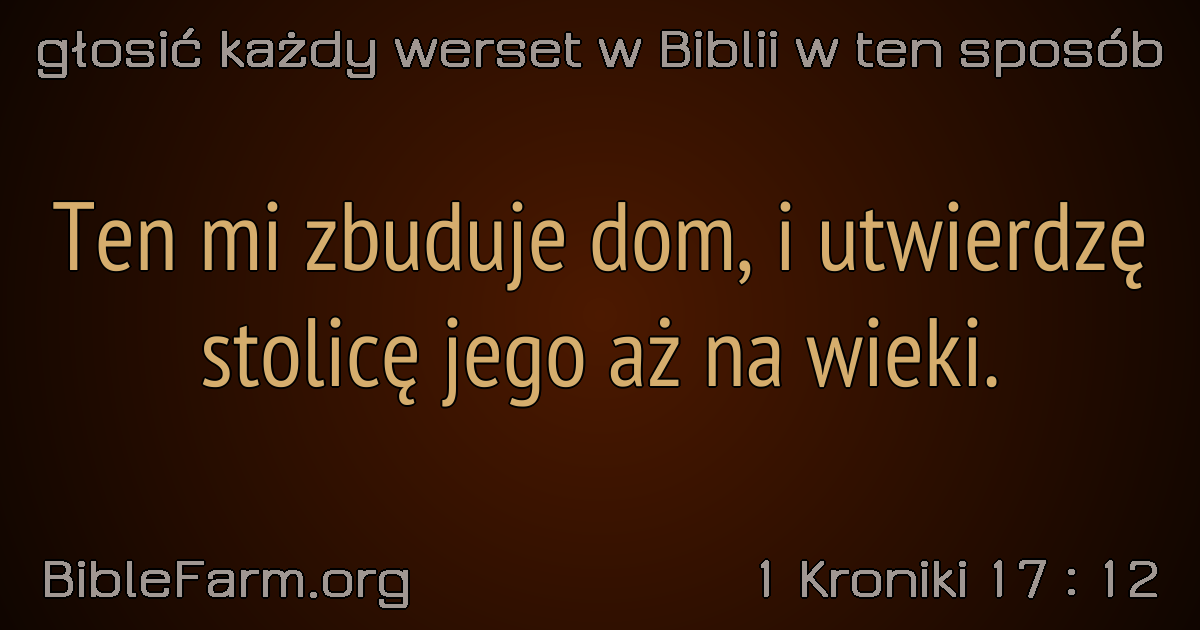 głosić każdy werset w Biblii w ten sposób
Ten mi zbuduje dom, i utwierdzę
stolicę jego aż na wieki.
BibleFarm.org
1 Kroniki 17 : 12